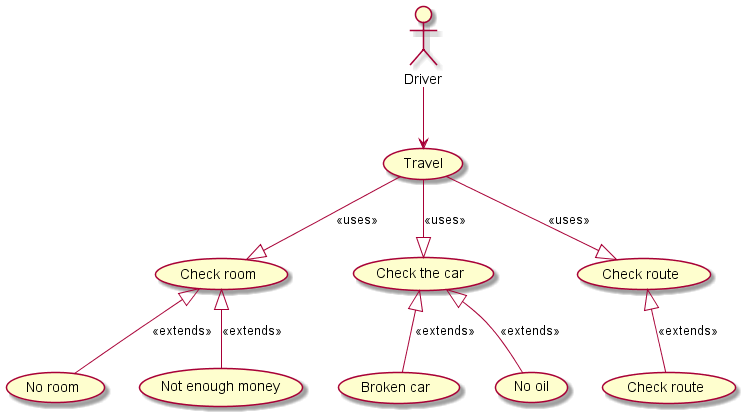 Driver
Travel
«uses»
«uses»
«uses»
Check room
Check the car
Check route
«extends»
«extends»
«extends»
«extends»
«extends»
No room
Not enough money
Broken car
No oil
Check route